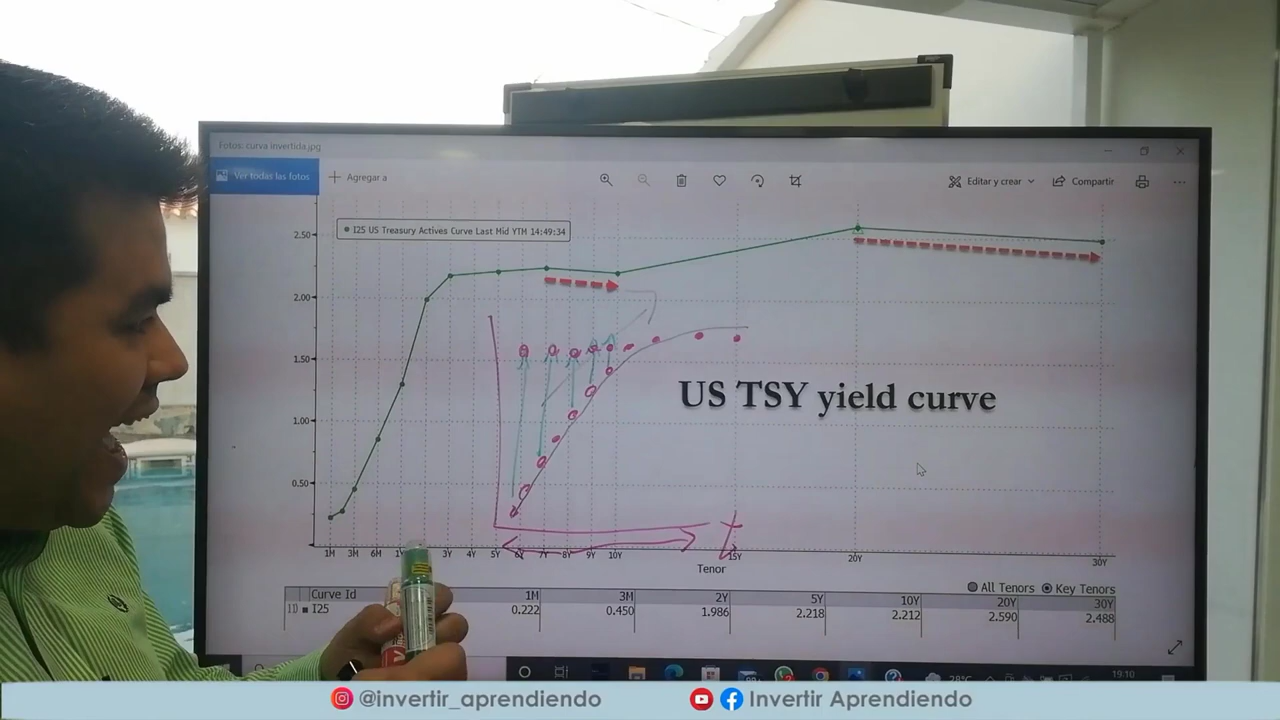 Fotos: curva invertida.jpg
Ver todas las fotos
Agregar a
Editar y crear
Compartir
I25 US Treasury Actives Curve Last Mid YTM 14:49:34
2.50
2.00
1.50
1.00
0.50
US TSY yield curve
t
1M 3M 6M 3Y 4Y 5Y 7Y 8Y 9Y 10Y 15Y 20Y 30Y
Tenor
All Tenors Key Tenors
Curve Id 1M 3M 2Y 5Y 10Y 20Y 30Y
11) I25 0.222 0.450 1.986 2.218 2.212 2.590 2.488
28°C 19:10
@invertir_aprendiendo Invertir Aprendiendo